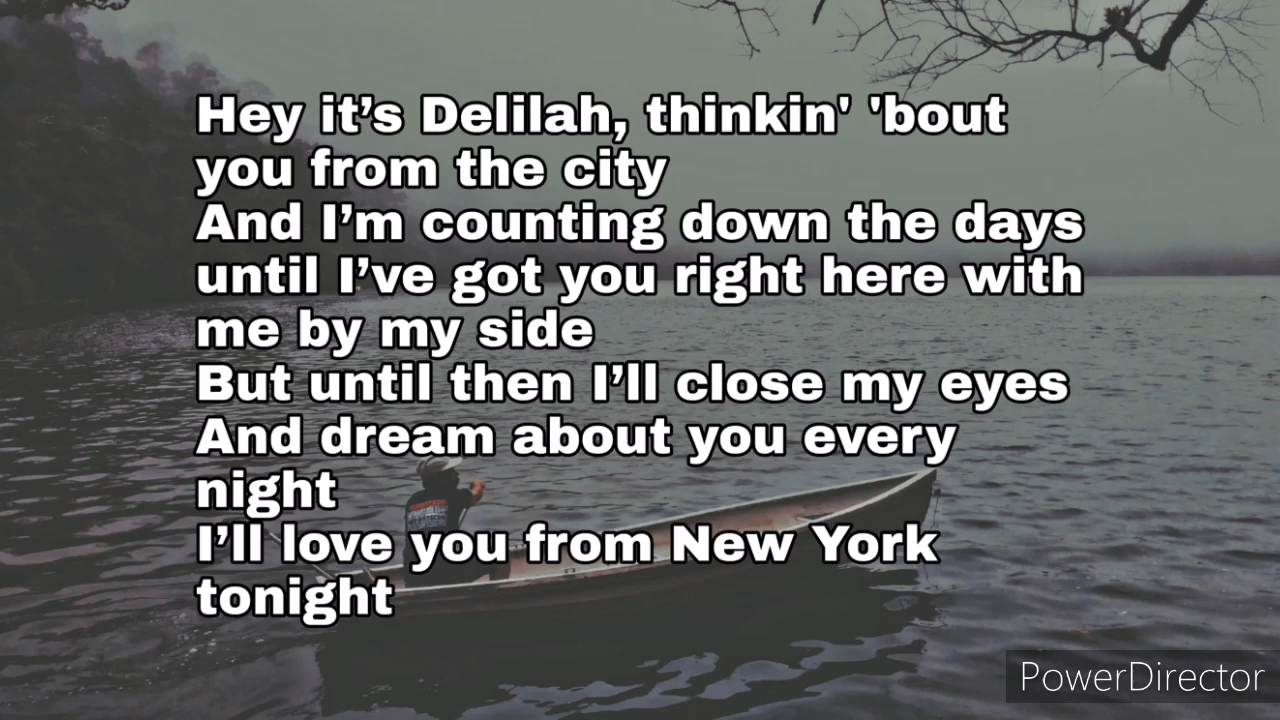 Hey it’s Delilah, thinkin' 'bout
you from the city
And I’m counting down the days
until I’ve got you right here with
me by my side
But until then I’ll close my eyes
And dream about you every
night
I’ll love you from New York
tonight
PowerDirector